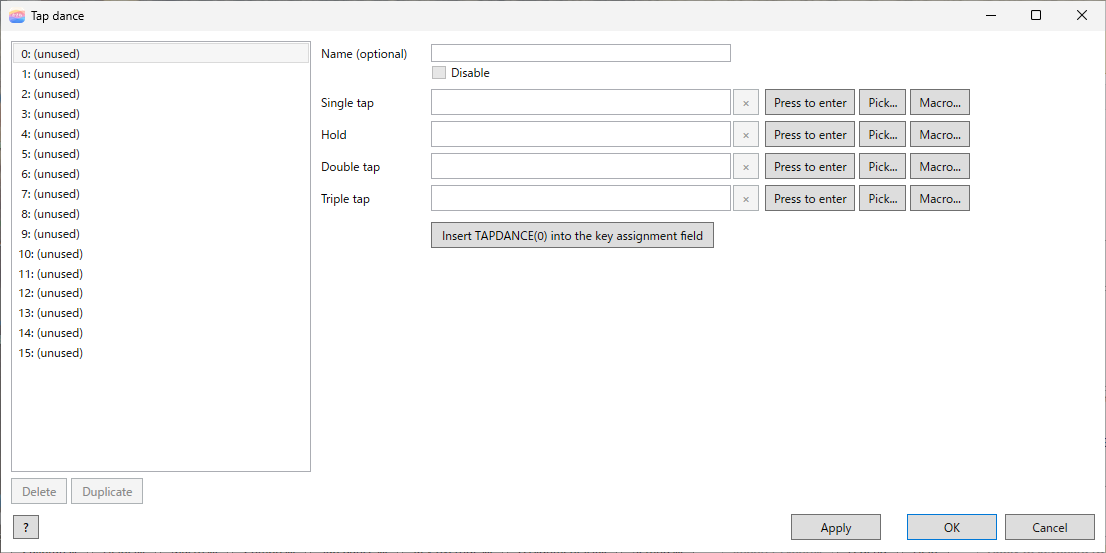 Tap dance
0: (unused)
1: (unused)
2: (unused)
3: (unused)
4: (unused)
5: (unused)
6: (unused)
7: (unused)
8: (unused)
9: (unused)
10: (unused)
11: (unused)
12: (unused)
13: (unused)
14: (unused)
15: (unused)
Delete Duplicate
?
Name (optional)
Disable
Single tap × Press to enter Pick... Macro...
Hold × Press to enter Pick... Macro...
Double tap × Press to enter Pick... Macro...
Triple tap × Press to enter Pick... Macro...
Insert TAPDANCE(0) into the key assignment field
Apply OK Cancel